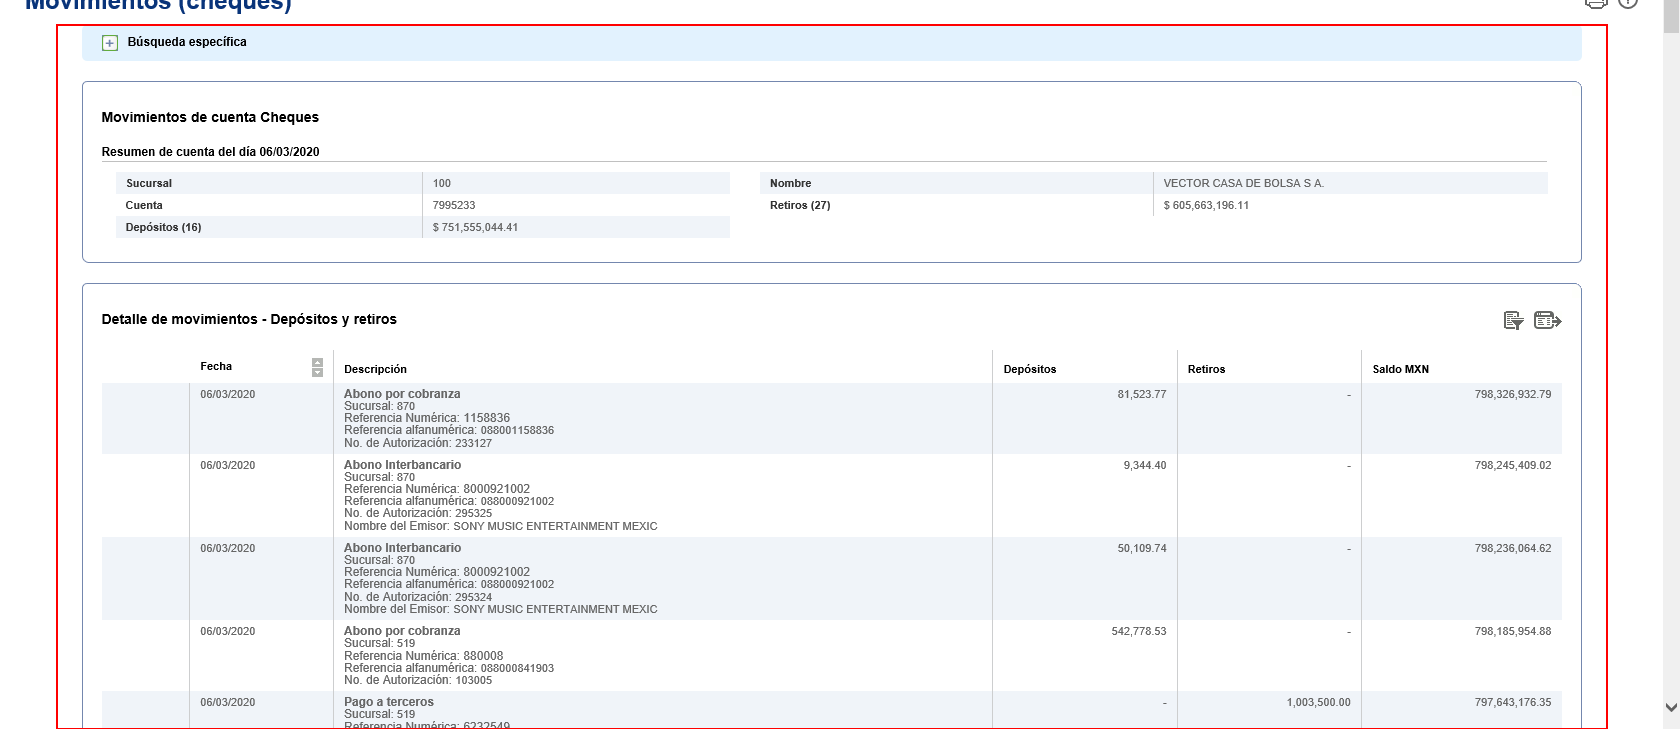 Movimientos (cheques)
Búsqueda específica
Movimientos de cuenta Cheques
Resumen de cuenta del día 06/03/2020
Sucursal 100 Nombre VECTOR CASA DE BOLSA S A.
Cuenta 7995233 Retiros (27) $ 605,663,196.11
Depósitos (16) $ 751,555,044.41
Detalle de movimientos - Depósitos y retiros
Fecha Descripción Depósitos Retiros Saldo MXN
06/03/2020 Abono por cobranza 81,523.77 - 798,326,932.79
Sucursal: 870
Referencia Numérica: 1158836
Referencia alfanumérica: 088001158836
No. de Autorización: 233127
06/03/2020 Abono Interbancario 9,344.40 - 798,245,409.02
Sucursal: 870
Referencia Numérica: 8000921002
Referencia alfanumérica: 088000921002
No. de Autorización: 295325
Nombre del Emisor: SONY MUSIC ENTERTAINMENT MEXIC
06/03/2020 Abono Interbancario 50,109.74 - 798,236,064.62
Sucursal: 870
Referencia Numérica: 8000921002
Referencia alfanumérica: 088000921002
No. de Autorización: 295324
Nombre del Emisor: SONY MUSIC ENTERTAINMENT MEXIC
06/03/2020 Abono por cobranza 542,778.53 - 798,185,954.88
Sucursal: 519
Referencia Numérica: 880008
Referencia alfanumérica: 088000841903
No. de Autorización: 103005
06/03/2020 Pago a terceros - 1,003,500.00 797,643,176.35
Sucursal: 519
Referencia Numérica: 6232549